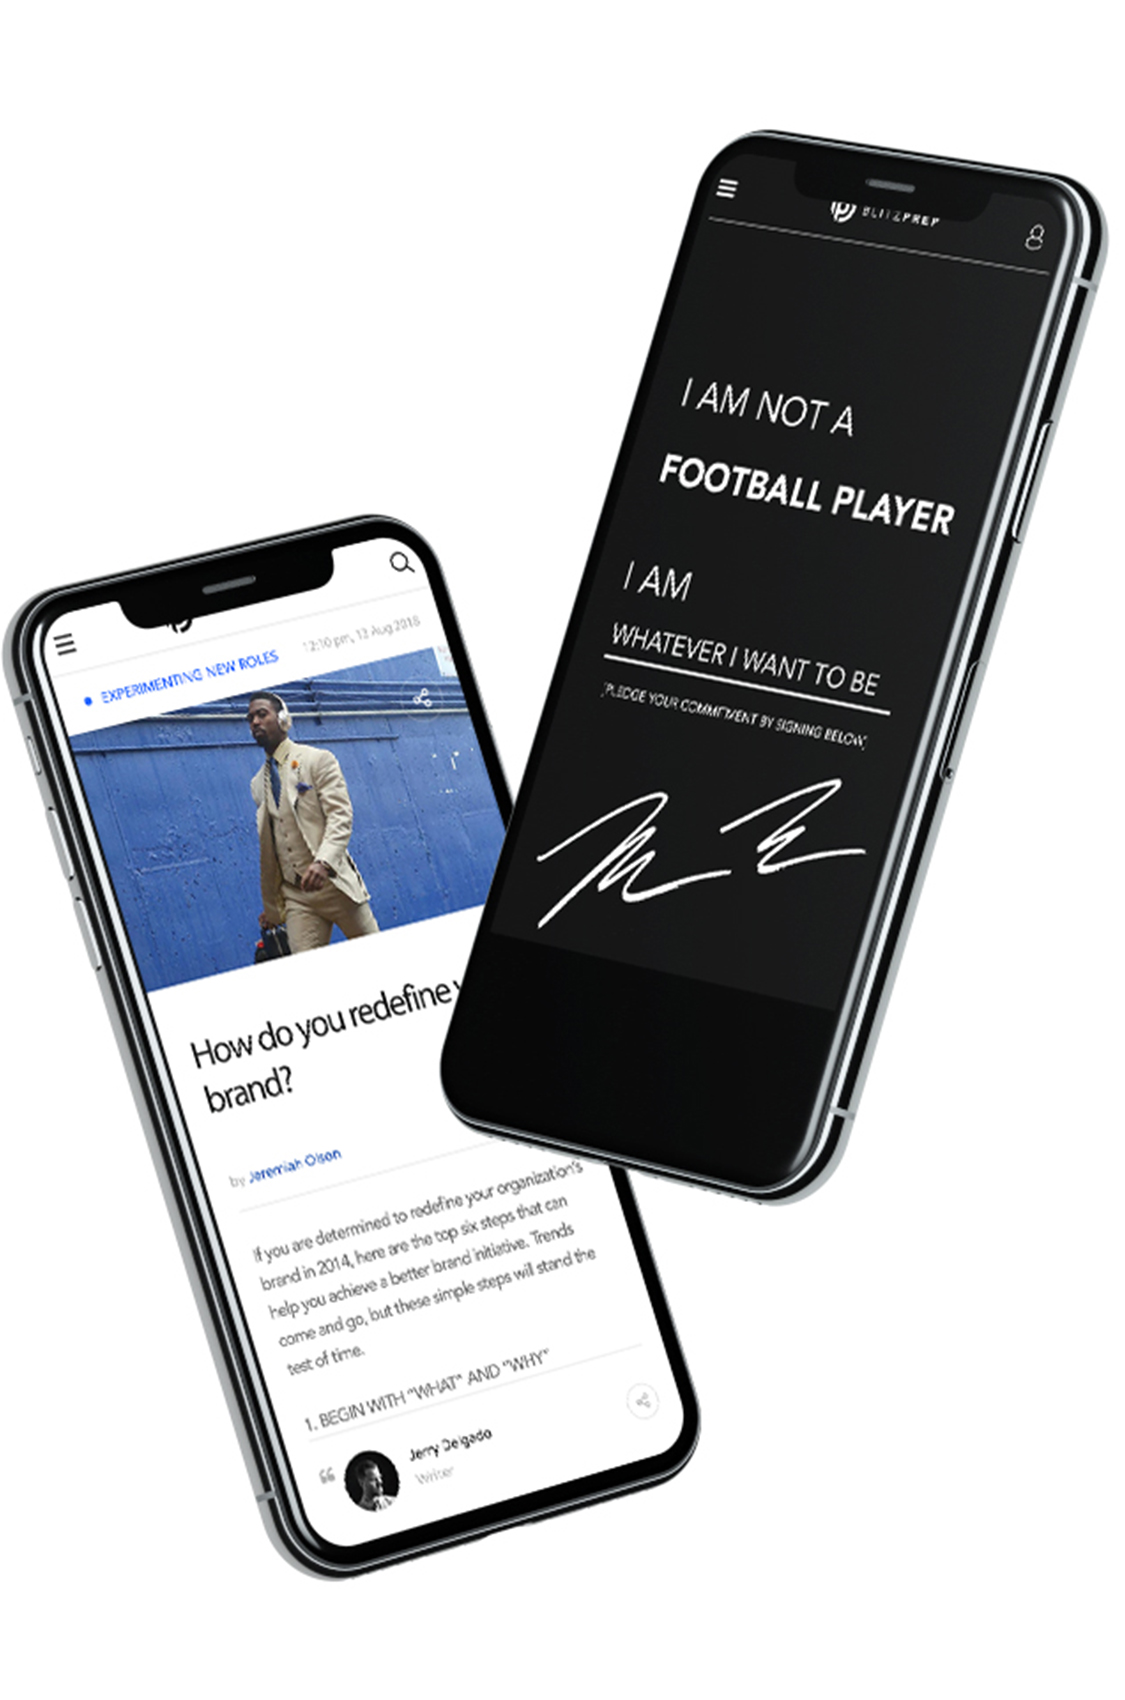 BLITZPREP
I AM NOT A
FOOTBALL PLAYER
I AM
WHATEVER I WANT TO BE
[PLEDGE YOUR COMMITMENT BY SIGNING BELOW]
EXPERIMENTING NEW ROLES
12:10 pm, 13 Aug 2018
How do you redefine
brand?
by Jeremiah Olsen
If you are determined to redefine your organization's
brand in 2014, here are the top six steps that can
help you achieve a better brand initiative. Trends
come and go, but these simple steps will stand the
test of time.
1. BEGIN WITH "WHAT" AND "WHY"
“
Jerry Delgado
Writer